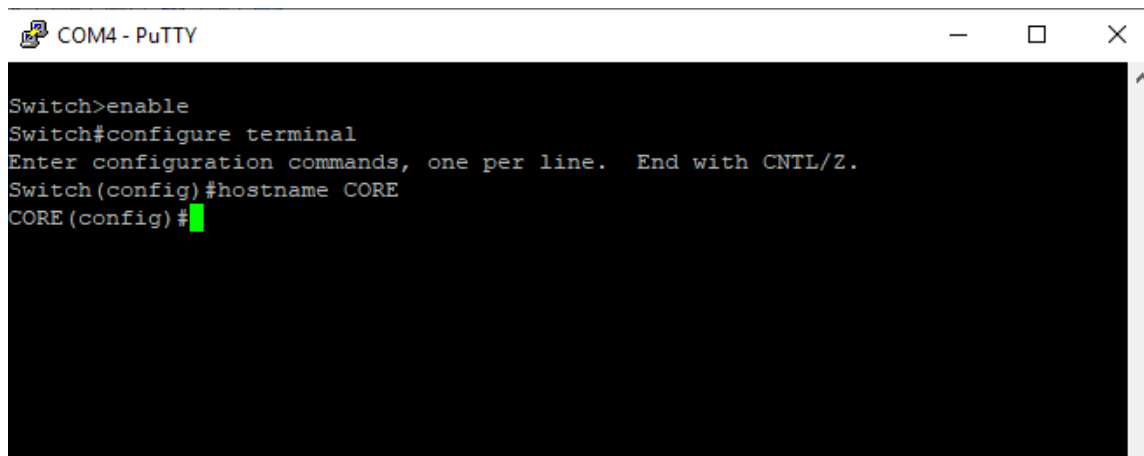 COM4 - PuTTY
Switch>enable
Switch#configure terminal
Enter configuration commands, one per line.  End with CNTL/Z.
Switch(config)#hostname CORE
CORE(config)#